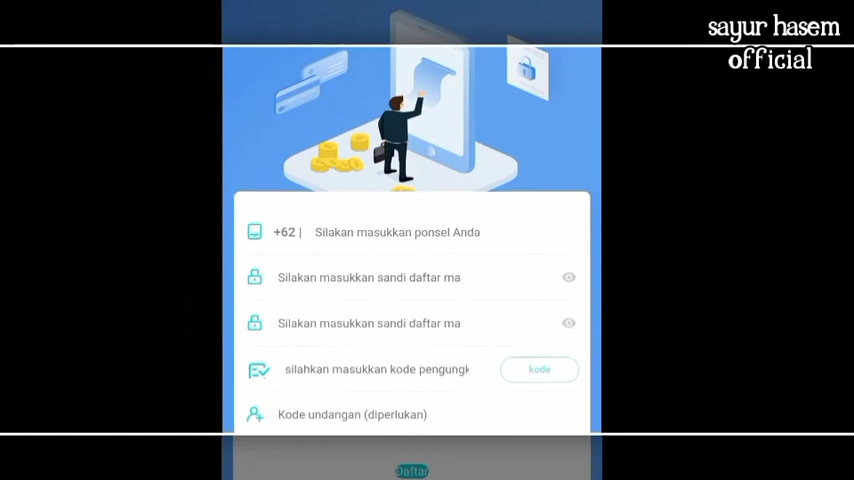 sayur hasem
official
+62 | Silakan masukkan ponsel Anda
Silakan masukkan sandi daftar ma
Silakan masukkan sandi daftar ma
silahkan masukkan kode pengungk
kode
Kode undangan (diperlukan)
Daftar